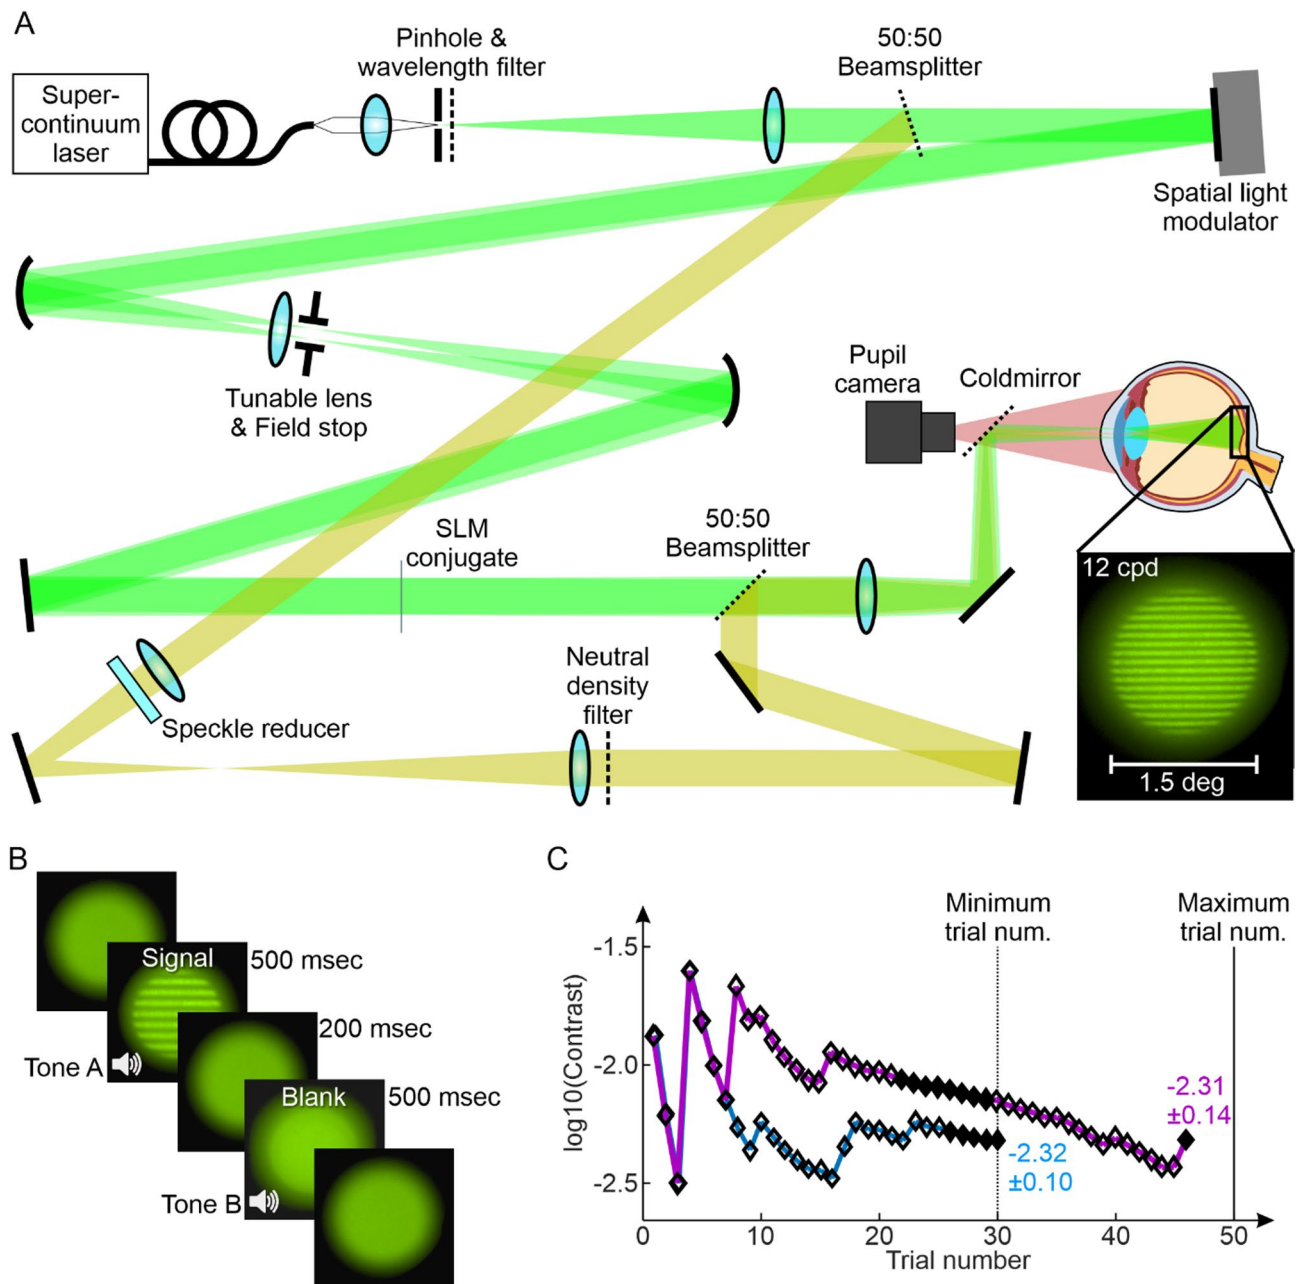 A
Super-
continuum
laser
Pinhole &
wavelength filter
50:50
Beamsplitter
Spatial light
modulator
Tunable lens
& Field stop
Pupil
camera
Coldmirror
SLM
conjugate
50:50
Beamsplitter
12 cpd
1.5 deg
Neutral
density
filter
Speckle reducer
B
Signal
500 msec
200 msec
Tone A
Blank
500 msec
Tone B
C
Minimum
trial num.
Maximum
trial num.
log10(Contrast)
-1.5
-2.0
-2.5
-2.31
±0.14
-2.32
±0.10
0
10
20
30
40
50
Trial number